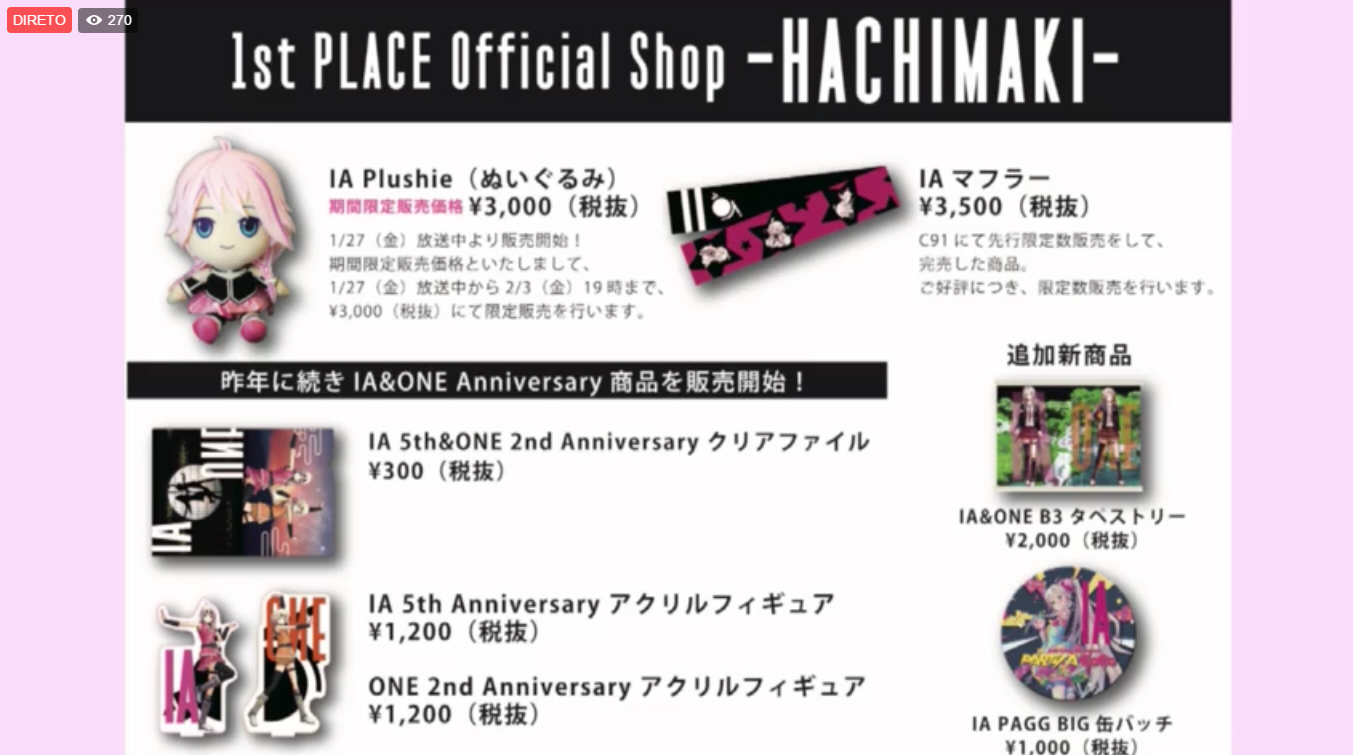 DIRETO 270
1st PLACE Official Shop -HACHIMAKI-
IA Plushie（ぬいぐるみ）
期間限定販売価格 ¥3,000（税抜）
1/27（金）放送中より販売開始！
期間限定販売価格といたしまして、
1/27（金）放送中から 2/3（金）19 時まで、
¥3,000（税抜）にて限定販売を行います。
IA マフラー
¥3,500（税抜）
C91 にて先行限定数販売をして、
完売した商品。
ご好評につき、限定数販売を行います。
昨年に続き IA&ONE Anniversary 商品を販売開始！
IA 5th&ONE 2nd Anniversary クリアファイル
¥300（税抜）
IA
ONE
IA 5th Anniversary アクリルフィギュア
¥1,200（税抜）
ONE 2nd Anniversary アクリルフィギュア
¥1,200（税抜）
IA
ONE
追加新商品
IA&ONE B3 タペストリー
¥2,000（税抜）
IA
IA PAGG BIG 缶バッチ
¥1,000（税抜）